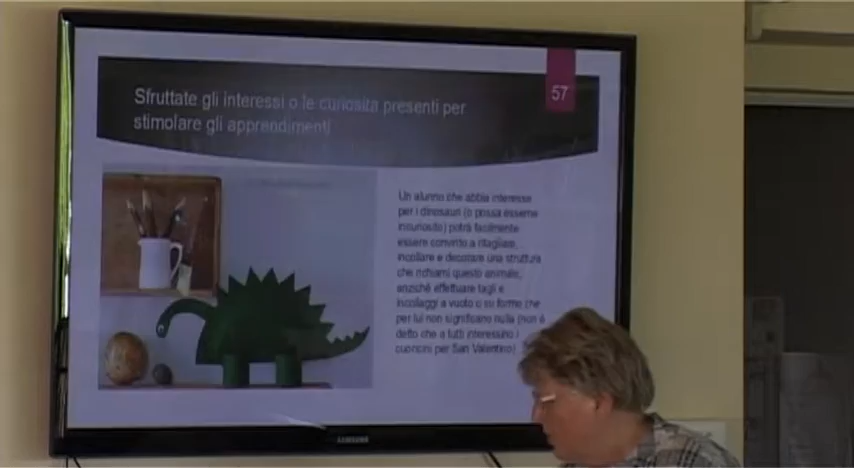 57
Sfruttate gli interessi o le curiosità presenti per
stimolare gli apprendimenti
Un alunno che abbia interesse
per i dinosauri (o possa esserne
incuriosito) potrà facilmente
essere convinto a ritagliare,
incollare e decorare una struttura
che richiami questo animale,
anziché effettuare tagli e
incollaggi a vuoto o su forme che
per lui non significano nulla (non è
detto che a tutti interessino i
cuoricini per San Valentino)
SAMSUNG